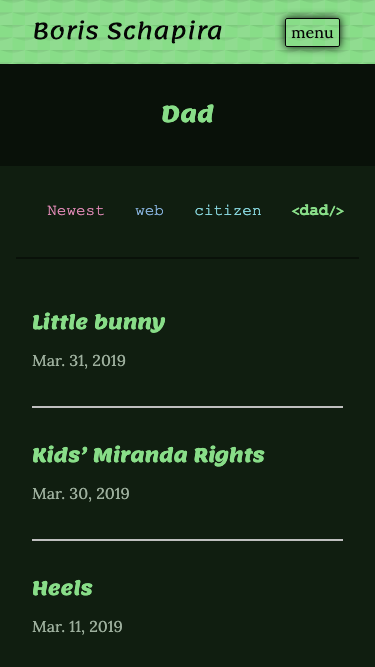 Boris Schapira
menu
Dad
Newest web citizen <dad/>
Little bunny
Mar. 31, 2019
Kids’ Miranda Rights
Mar. 30, 2019
Heels
Mar. 11, 2019